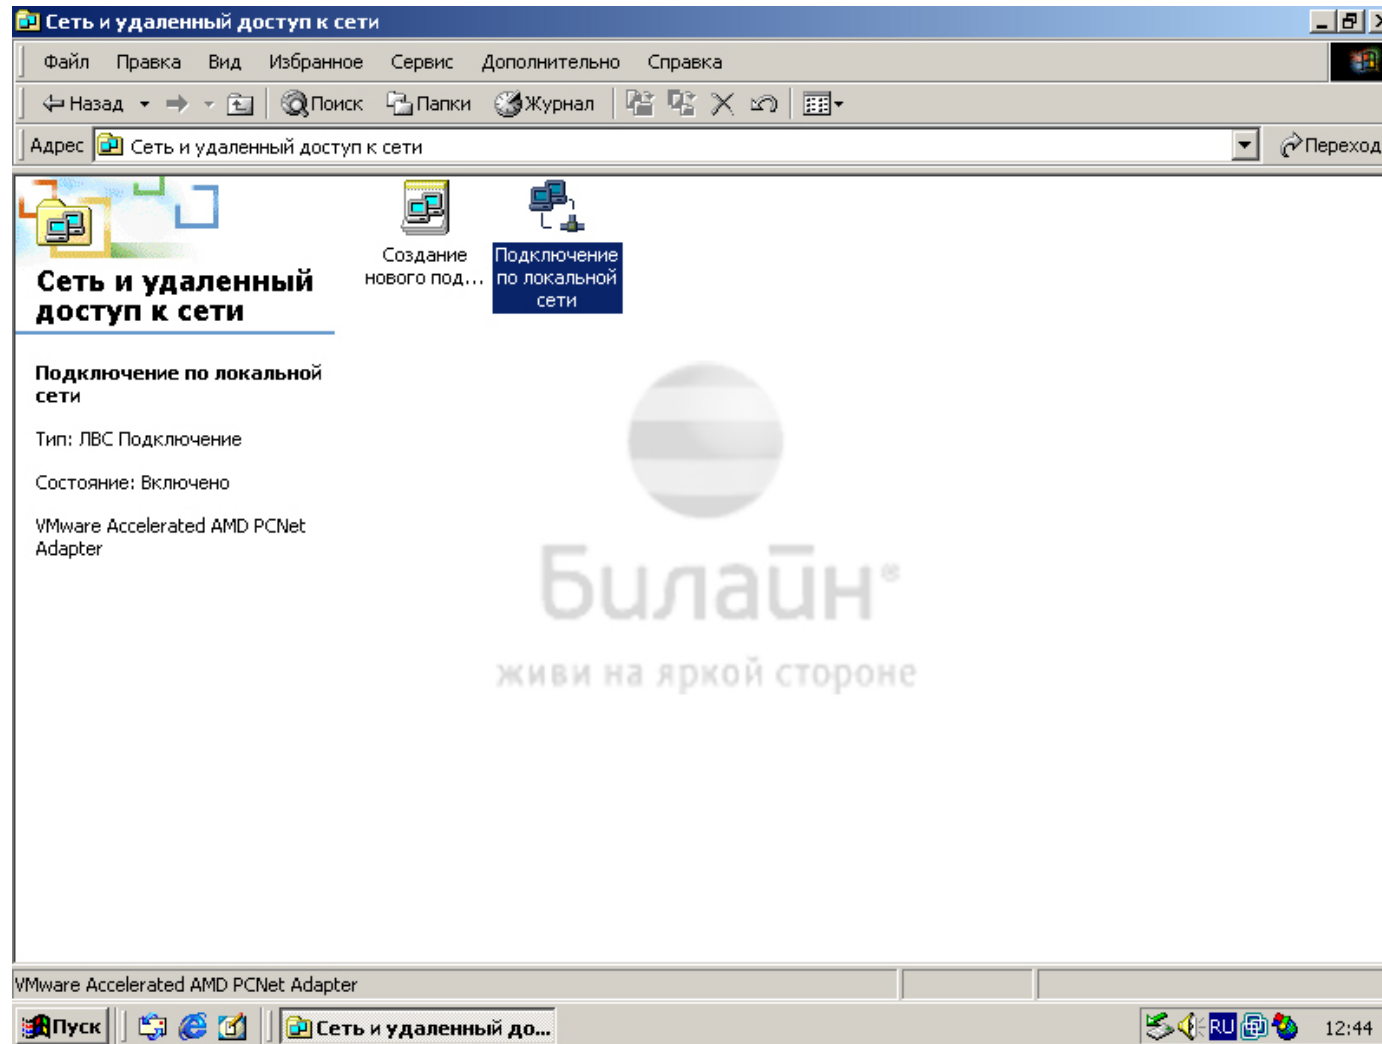 Сеть и удаленный доступ к сети
Файл Правка Вид Избранное Сервис Дополнительно Справка
Назад Поиск Папки Журнал
Адрес Сеть и удаленный доступ к сети Переход
Создание
нового под...
Подключение
по локальной
сети
Сеть и удаленный
доступ к сети
Подключение по локальной
сети
Тип: ЛВС Подключение
Состояние: Включено
VMware Accelerated AMD PCNet
Adapter
Билайн®
живи на яркой стороне
VMware Accelerated AMD PCNet Adapter
Пуск Сеть и удаленный до... RU 12:44